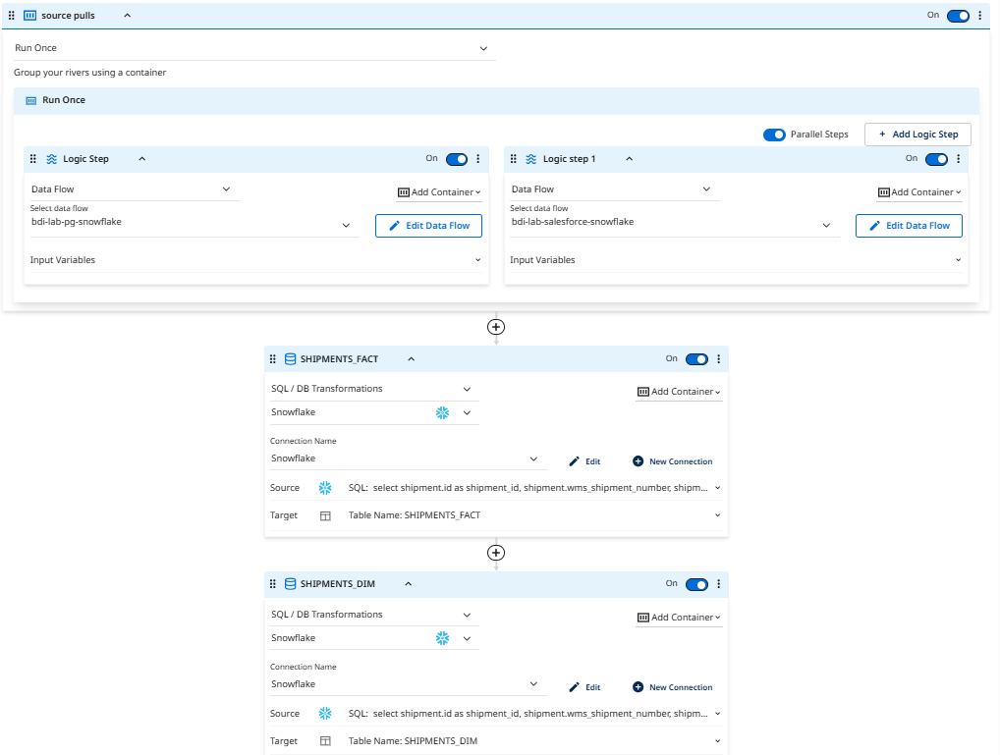 source pulls
On
Run Once
Group your rivers using a container
Run Once
Parallel Steps
+ Add Logic Step
Logic Step
On
Data Flow
Add Container
Select data flow
bdi-lab-pg-snowflake
Edit Data Flow
Input Variables
Logic step 1
On
Data Flow
Add Container
Select data flow
bdi-lab-salesforce-snowflake
Edit Data Flow
Input Variables
SHIPMENTS_FACT
On
SQL / DB Transformations
Add Container
Snowflake
Connection Name
Snowflake
Edit
New Connection
Source SQL: select shipment.id as shipment_id, shipment.wms_shipment_number, shipm...
Target Table Name: SHIPMENTS_FACT
SHIPMENTS_DIM
On
SQL / DB Transformations
Add Container
Snowflake
Connection Name
Snowflake
Edit
New Connection
Source SQL: select shipment.id as shipment_id, shipment.wms_shipment_number, shipm...
Target Table Name: SHIPMENTS_DIM